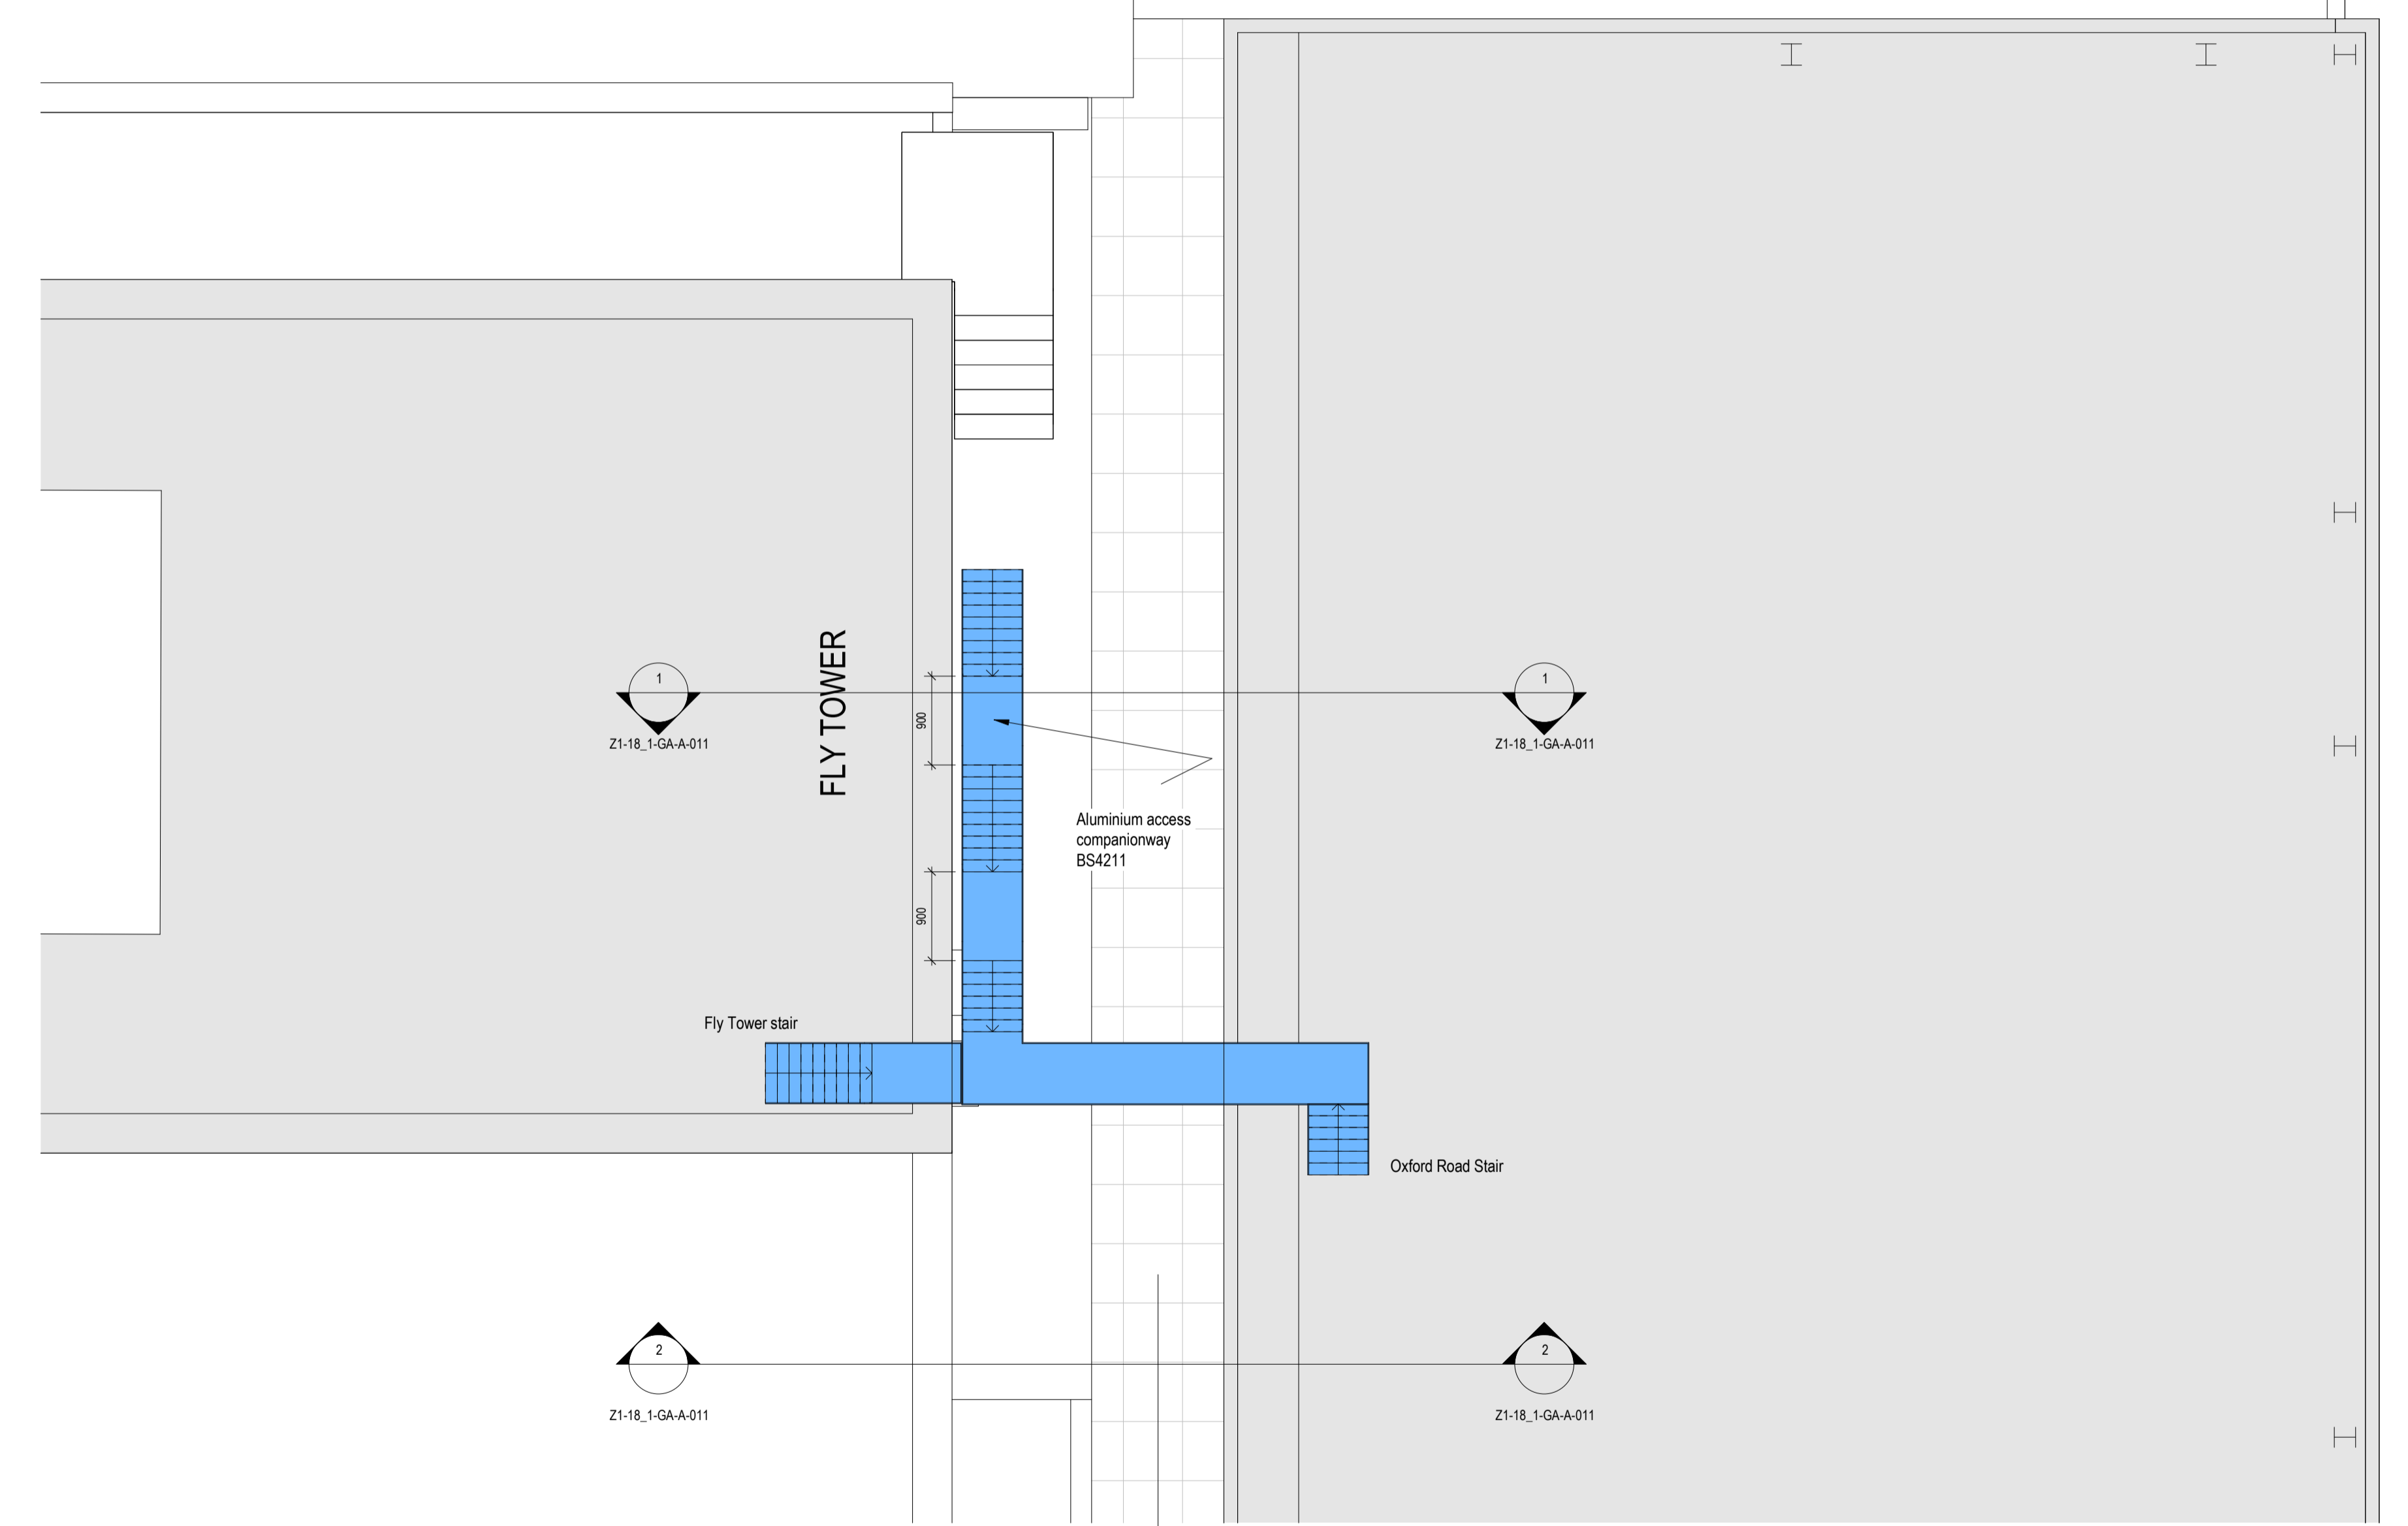 1
1
FLY TOWER
900
Z1-18_1-GA-A-011
Z1-18_1-GA-A-011
Aluminium access
companionway
BS4211
900
Fly Tower stair
Oxford Road Stair
2
2
Z1-18_1-GA-A-011
Z1-18_1-GA-A-011